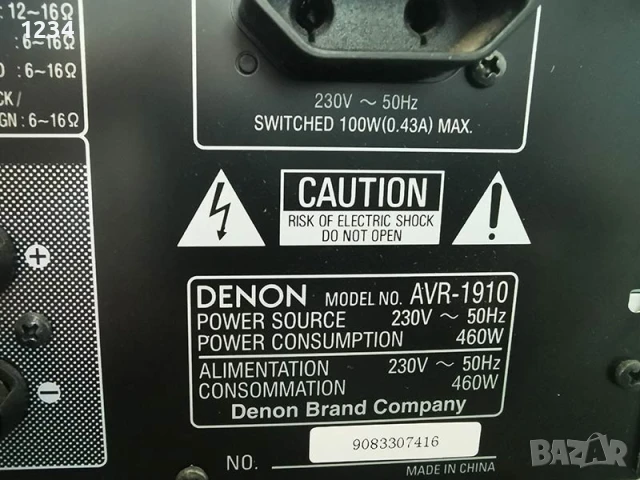 : 12~16Ω
1234
: 6~16Ω
: 6~16Ω
CK/
GN : 6~16Ω
230V ~ 50Hz
SWITCHED 100W(0.43A) MAX.
CAUTION
RISK OF ELECTRIC SHOCK
DO NOT OPEN
DENON MODEL NO. AVR-1910
POWER SOURCE 230V ~ 50Hz
POWER CONSUMPTION 460W
ALIMENTATION 230V ~ 50Hz
CONSOMMATION 460W
Denon Brand Company
NO. 9083307416
MADE IN CHINA
BAZAR